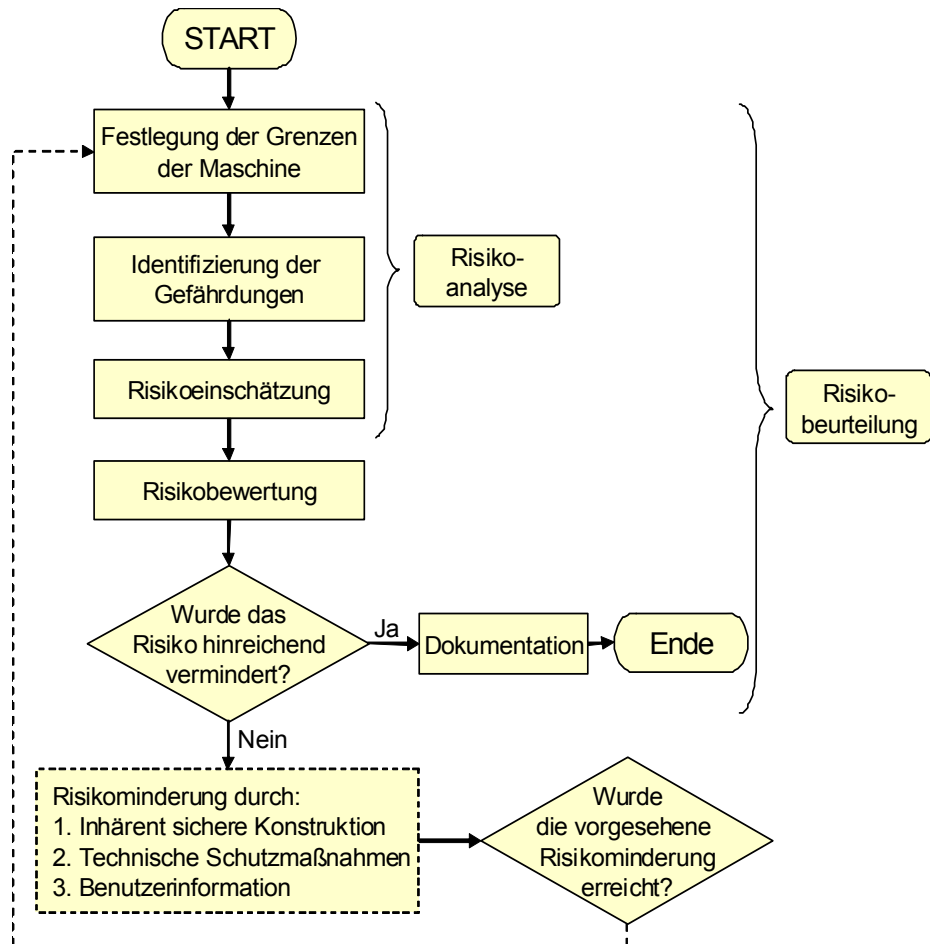 START
Festlegung der Grenzen
der Maschine
Identifizierung der
Gefährdungen
Risiko-
analyse
Risikoeinschätzung
Risiko-
beurteilung
Risikobewertung
Wurde das
Risiko hinreichend
vermindert?
Ja
Dokumentation
Ende
Nein
Risikominderung durch:
1. Inhärent sichere Konstruktion
2. Technische Schutzmaßnahmen
3. Benutzerinformation
Wurde
die vorgesehene
Risikominderung
erreicht?